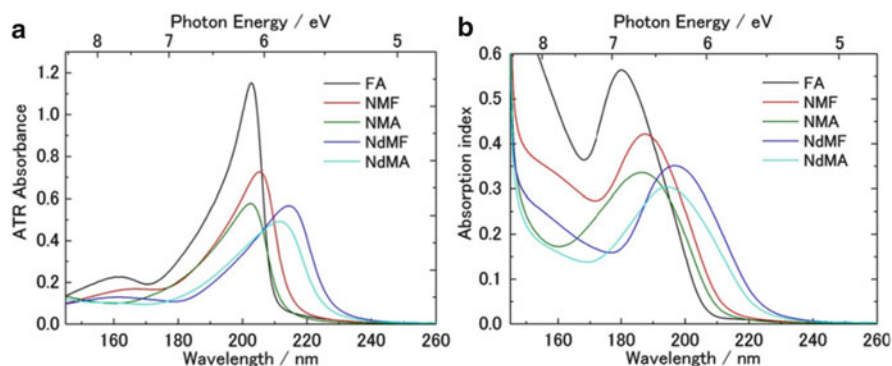 a
Photon Energy / eV
8 7 6 5
1.2
1.0
0.8
0.6
0.4
0.2
0.0
ATR Absorbance
FA
NMF
NMA
NdMF
NdMA
160 180 200 220 240 260
Wavelength / nm
b
Photon Energy / eV
8 7 6 5
0.6
0.5
0.4
0.3
0.2
0.1
0.0
Absorption index
FA
NMF
NMA
NdMF
NdMA
160 180 200 220 240 260
Wavelength / nm